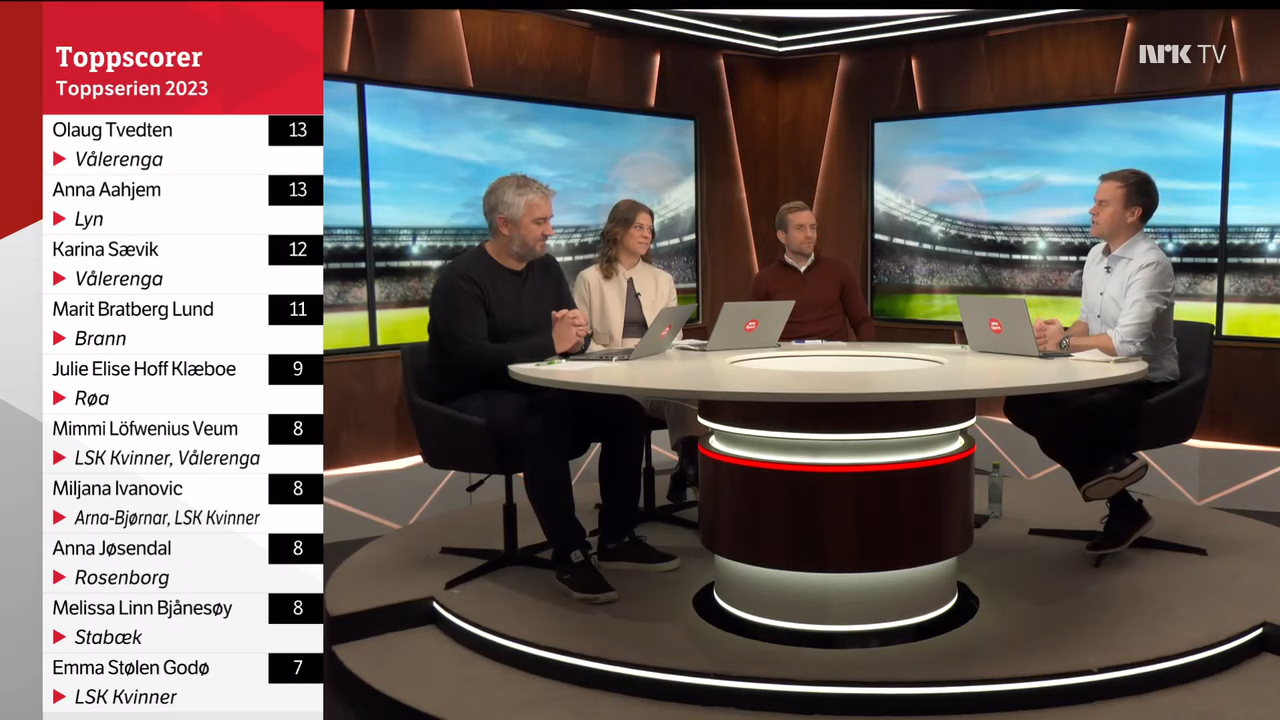 Toppscorer
Toppserien 2023
Olaug Tvedten 13
Vålerenga
Anna Aahjem 13
Lyn
Karina Sævik 12
Vålerenga
Marit Bratberg Lund 11
Brann
Julie Elise Hoff Klæboe 9
Røa
Mimmi Löfwenius Veum 8
LSK Kvinner, Vålerenga
Miljana Ivanovic 8
Arna-Bjørnar, LSK Kvinner
Anna Jøsendal 8
Rosenborg
Melissa Linn Bjånesøy 8
Stabæk
Emma Stølen Godø 7
LSK Kvinner
NRK TV